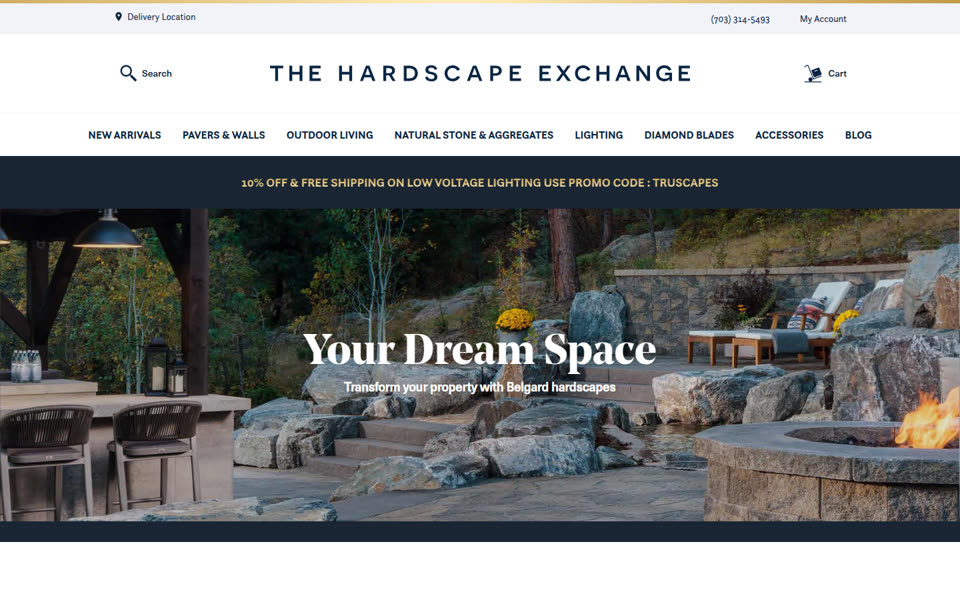 Delivery Location
(703) 314-5493
My Account
Search
THE HARDSCAPE EXCHANGE
Cart
NEW ARRIVALS
PAVERS & WALLS
OUTDOOR LIVING
NATURAL STONE & AGGREGATES
LIGHTING
DIAMOND BLADES
ACCESSORIES
BLOG
10% OFF & FREE SHIPPING ON LOW VOLTAGE LIGHTING USE PROMO CODE : TRUSCAPES
Your Dream Space
Transform your property with Belgard hardscapes